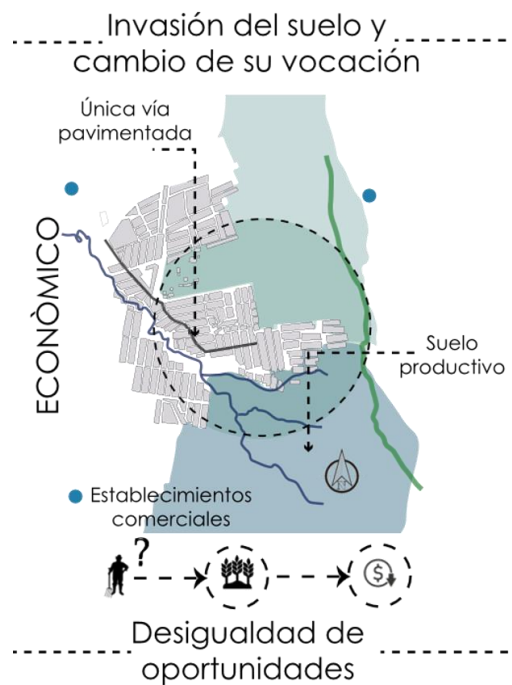 Invasión del suelo y
cambio de su vocación
Única vía
pavimentada
ECONÒMICO
Suelo
productivo
Establecimientos
comerciales
?
$
Desigualdad de
oportunidades